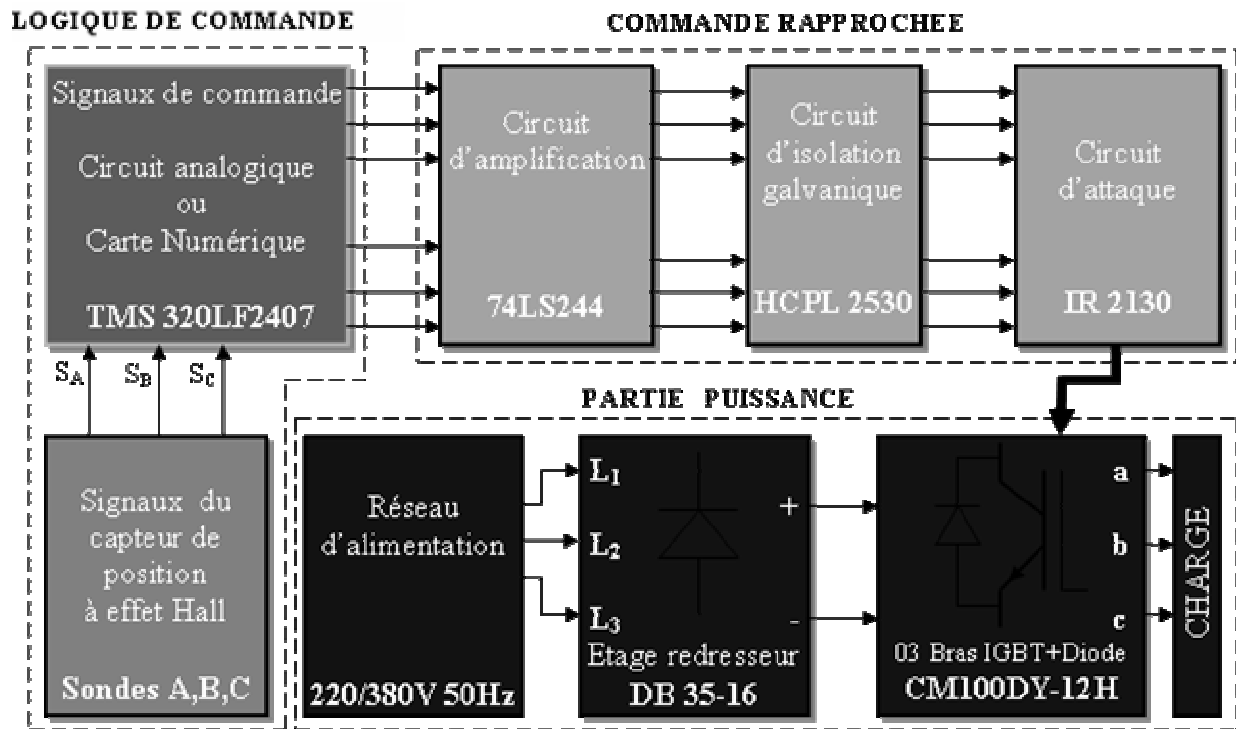 LOGIQUE DE COMMANDE
COMMANDE RAPPROCHEE
Signaux de commande
Circuit analogique
ou
Carte Numérique
TMS 320LF2407
Circuit
d'amplification
74LS244
Circuit
d'isolation
galvanique
HCPL 2530
Circuit
d'attaque
IR 2130
SA
SB
SC
Signaux du
capteur de
position
à effet Hall
Sondes A,B,C
PARTIE PUISSANCE
Réseau
d'alimentation
220/380V 50Hz
L1
L2
L3
+
-
Etage redresseur
DB 35-16
a
b
c
03 Bras IGBT+Diode
CM100DY-12H
CHARGE